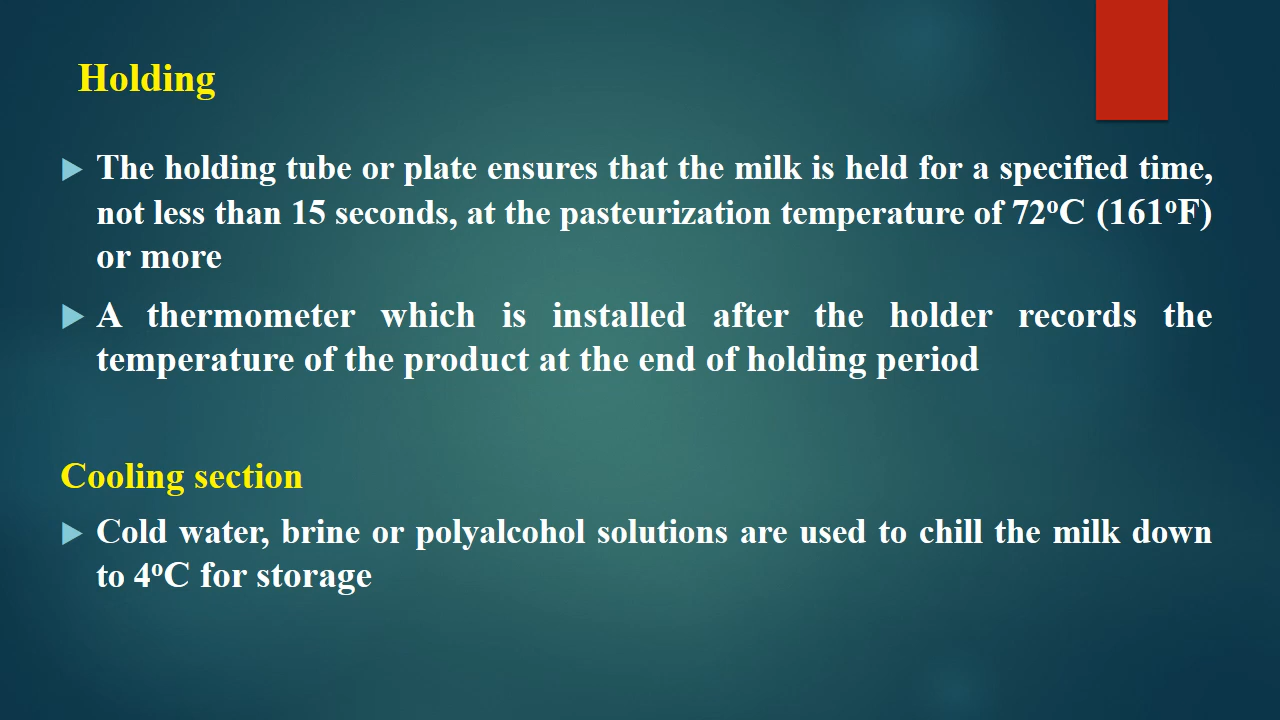 Holding
The holding tube or plate ensures that the milk is held for a specified time,
not less than 15 seconds, at the pasteurization temperature of 72ºC (161ºF)
or more
A thermometer which is installed after the holder records the
temperature of the product at the end of holding period
Cooling section
Cold water, brine or polyalcohol solutions are used to chill the milk down
to 4ºC for storage